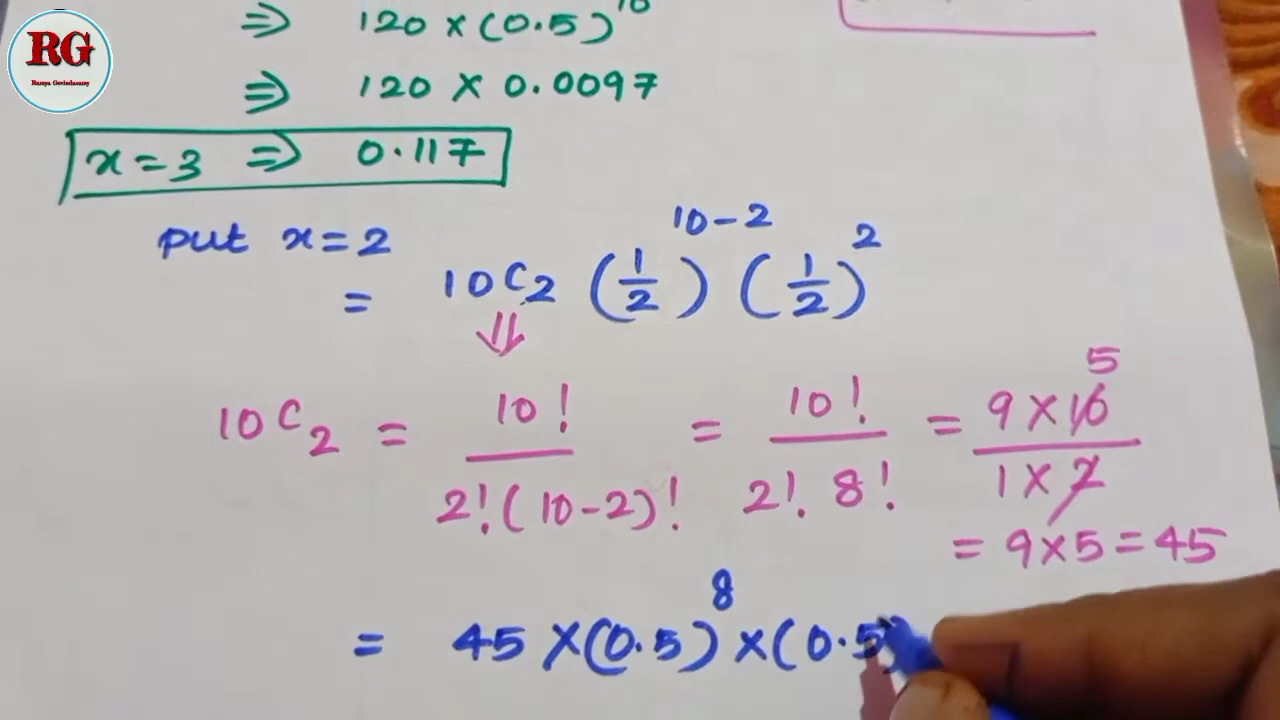 RG
Ramya Govindasamy
⇒ 120 × (0.5)^10
⇒ 120 × 0.0097
x = 3 ⇒ 0.117
put x = 2
= 10C2 (1/2)^10-2 (1/2)^2
⇓
10C2 = 10! / 2! (10-2)! = 10! / 2! 8! = 9 × 10 5 / 1 × 2
= 9 × 5 = 45
= 45 × (0.5)^8 × (0.5)